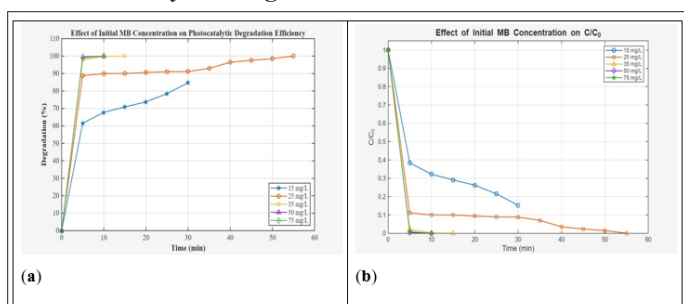 Effect of Initial MB Concentration on Photocatalytic Degradation Efficiency
110
100
90
80
70
60
50
40
30
20
10
0
Degradation (%)
0 10 20 30 40 50 60
Time (min)
15 mg/L
25 mg/L
35 mg/L
50 mg/L
75 mg/L
(a)
Effect of Initial MB Concentration on C/C₀
1
0.9
0.8
0.7
0.6
0.5
0.4
0.3
0.2
0.1
0
C/C₀
0 10 20 30 40 50 60
Time (min)
15 mg/L
25 mg/L
35 mg/L
50 mg/L
75 mg/L
(b)